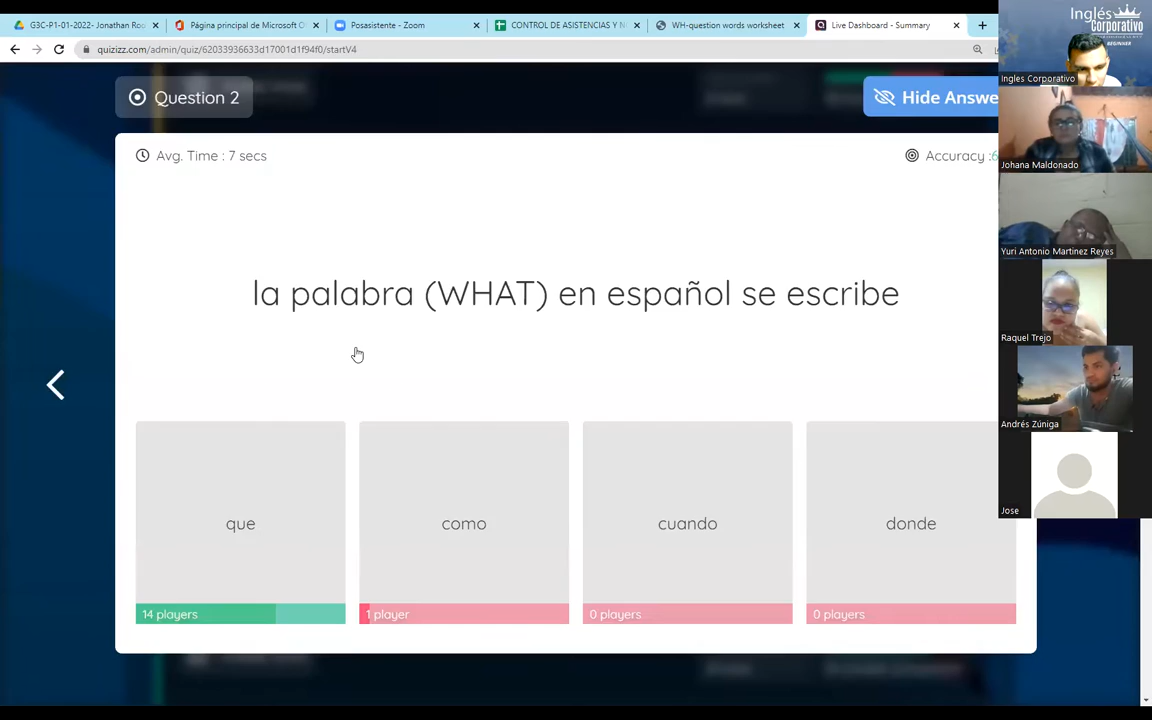 G3C-P1-01-2022- Jonathan Ro
Página principal de Microsoft O
Posasistente - Zoom
CONTROL DE ASISTENCIAS Y N
WH-question words worksheet
Live Dashboard - Summary
quizizz.com/admin/quiz/62033936633d17001d1f94f0/startV4
Question 2
Hide Answe
Avg. Time : 7 secs
Accuracy :6
la palabra (WHAT) en español se escribe
que
como
cuando
donde
14 players
1 player
0 players
0 players
Inglés
Corporativo
BEGINNER
Ingles Corporativo
Johana Maldonado
Yuri Antonio Martinez Reyes
Raquel Trejo
Andrés Zúniga
Jose